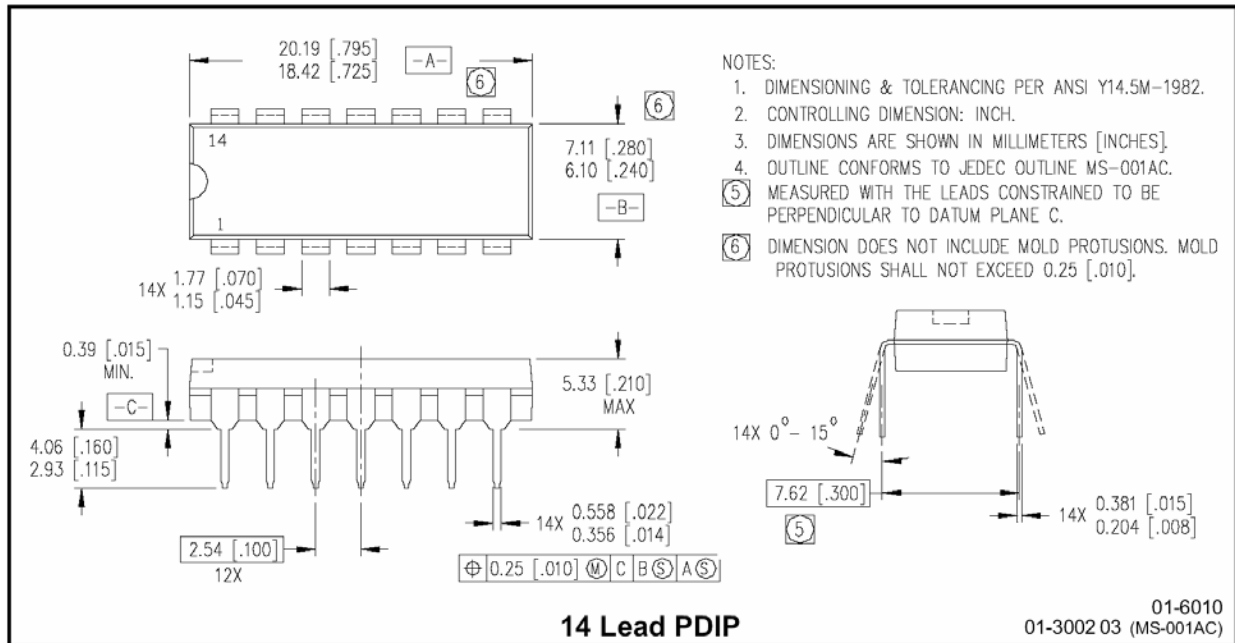 20.19 [.795]
18.42 [.725]
-A-
6
6
14
1
7.11 [.280]
6.10 [.240]
-B-
14X 1.77 [.070]
1.15 [.045]
NOTES:
1. DIMENSIONING & TOLERANCING PER ANSI Y14.5M-1982.
2. CONTROLLING DIMENSION: INCH.
3. DIMENSIONS ARE SHOWN IN MILLIMETERS [INCHES].
4. OUTLINE CONFORMS TO JEDEC OUTLINE MS-001AC.
5 MEASURED WITH THE LEADS CONSTRAINED TO BE
PERPENDICULAR TO DATUM PLANE C.
6 DIMENSION DOES NOT INCLUDE MOLD PROTUSIONS. MOLD
PROTUSIONS SHALL NOT EXCEED 0.25 [.010].
0.39 [.015]
MIN.
-C-
4.06 [.160]
2.93 [.115]
5.33 [.210]
MAX
2.54 [.100]
12X
14X 0.558 [.022]
0.356 [.014]
⌖ 0.25 [.010] Ⓜ C B Ⓢ A Ⓢ
14X 0°- 15°
7.62 [.300]
5
14X 0.381 [.015]
0.204 [.008]
14 Lead PDIP
01-6010
01-3002 03 (MS-001AC)